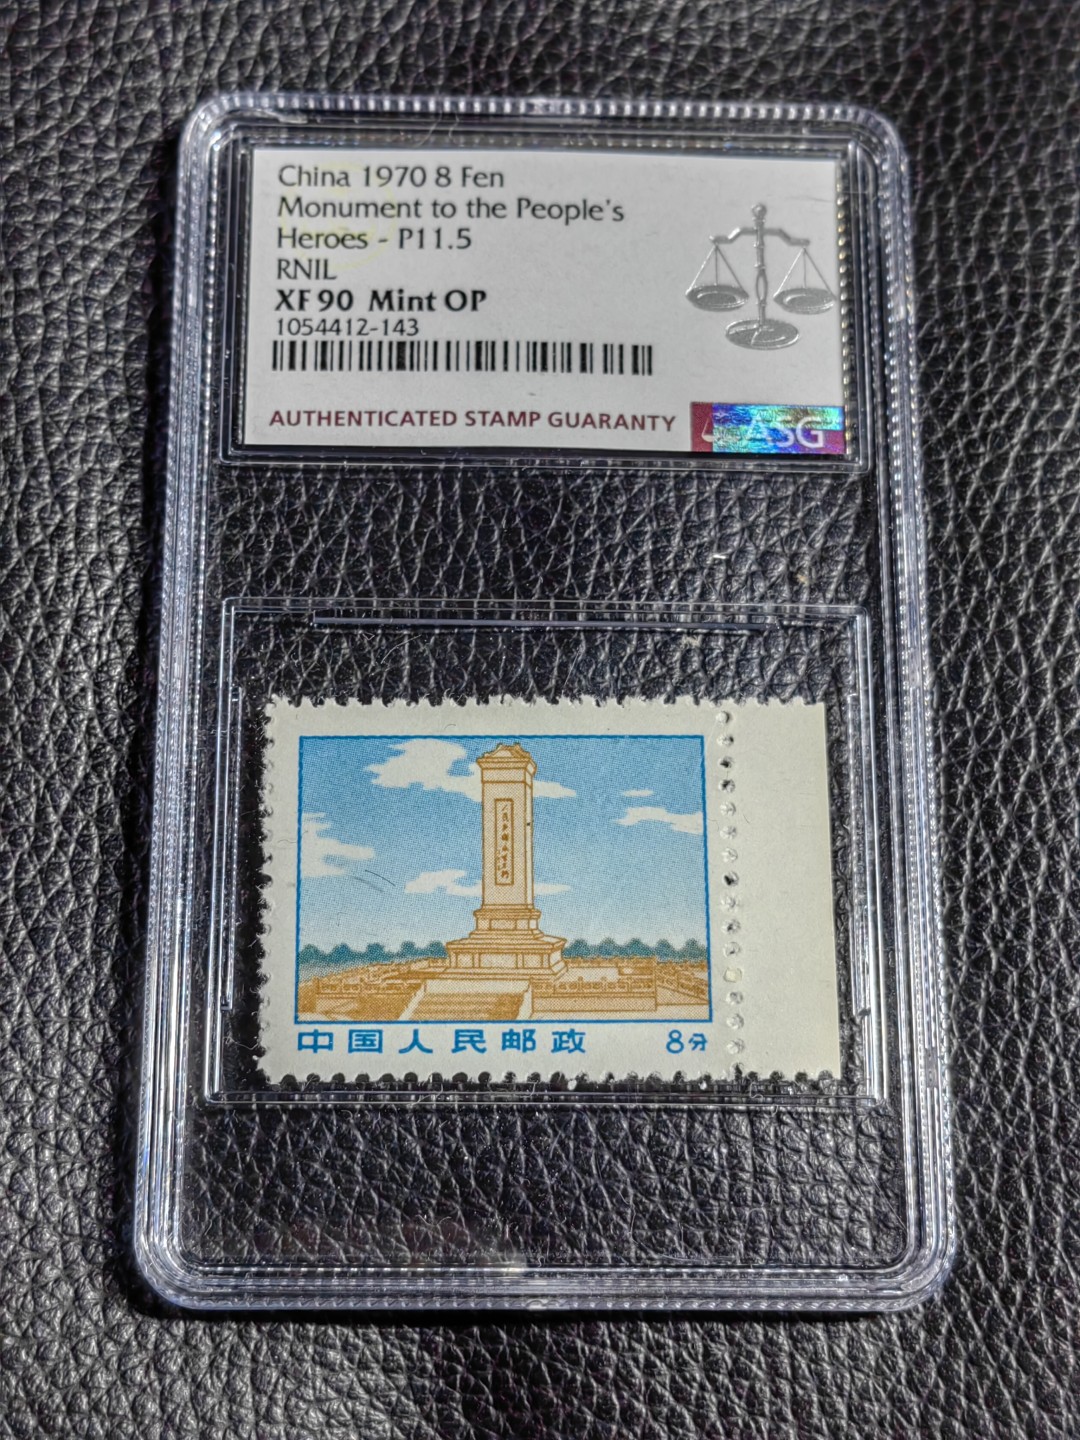 China 1970 8 Fen
Monument to the People's
Heroes - P11.5
RNIL
XF 90 Mint OP
1054412-143
AUTHENTICATED STAMP GUARANTY
ASG
中国人民邮政 8分